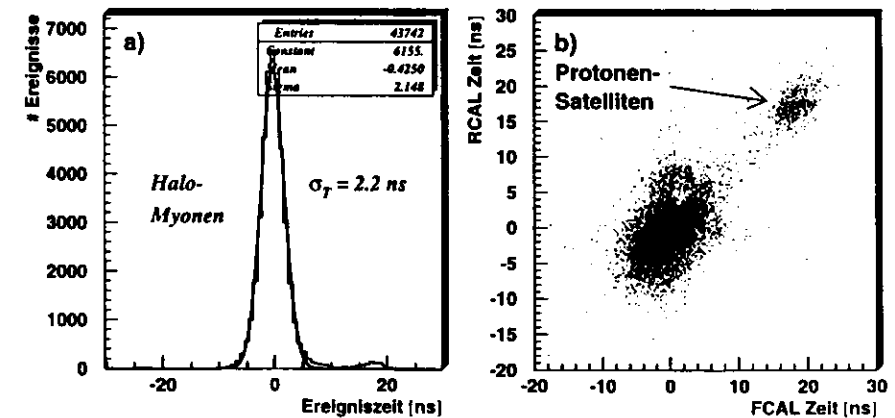 a)
# Ereignisse
7000
6000
5000
4000
3000
2000
1000
0
Entries 43742
Constant 6155.
-0.4250
2.148
Halo-
Myonen
σT = 2.2 ns
-20 0 20
Ereigniszeit [ns]
b)
RCAL Zeit [ns]
30
25
20
15
10
5
0
-5
-10
-15
-20
Protonen-
Satelliten
-20 -10 0 10 20 30
FCAL Zeit [ns]